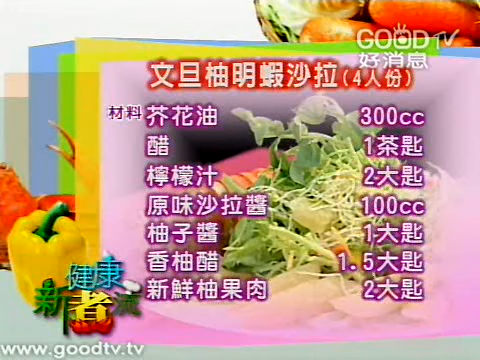 GOOD TV
好消息
文旦柚明蝦沙拉(4人份)
材料 芥花油 300cc
醋 1茶匙
檸檬汁 2大匙
原味沙拉醬 100cc
柚子醬 1大匙
香柚醋 1.5大匙
新鮮柚果肉 2大匙
健康
新煮流
www.goodtv.tv